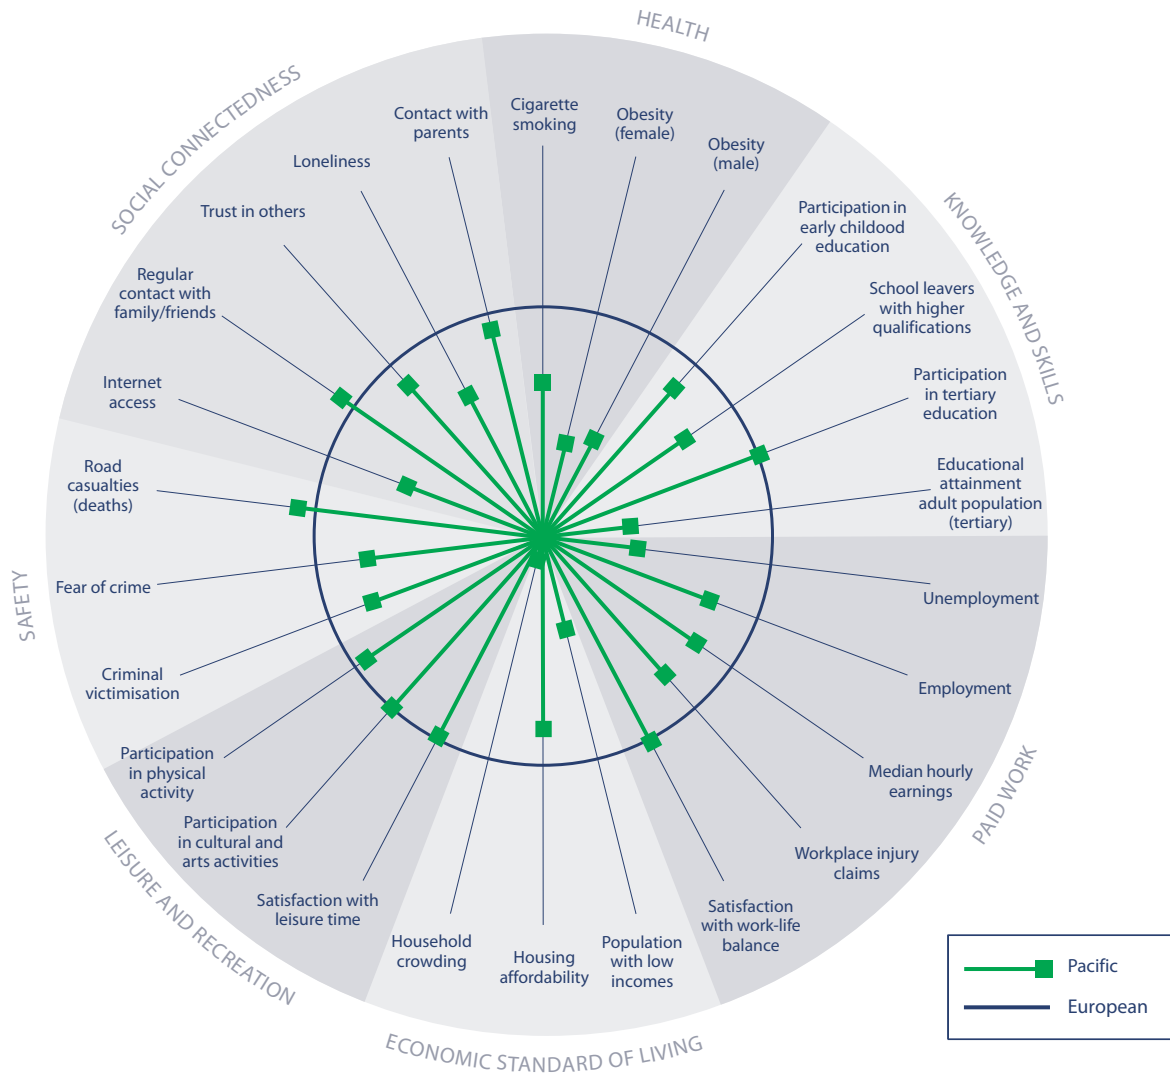 HEALTH
Cigarette
smoking
Obesity
(female)
Obesity
(male)
KNOWLEDGE AND SKILLS
Participation in
early childhood
education
School leavers
with higher
qualifications
Participation
in tertiary
education
Educational
attainment
adult population
(tertiary)
PAID WORK
Unemployment
Employment
Median hourly
earnings
Workplace injury
claims
Satisfaction
with work-life
balance
ECONOMIC STANDARD OF LIVING
Population
with low
incomes
Housing
affordability
Household
crowding
LEISURE AND RECREATION
Satisfaction with
leisure time
Participation
in cultural and
arts activities
Participation
in physical
activity
SAFETY
Criminal
victimisation
Fear of crime
Road
casualties
(deaths)
SOCIAL CONNECTEDNESS
Internet
access
Regular
contact with
family/friends
Trust in others
Loneliness
Contact with
parents
Pacific
European